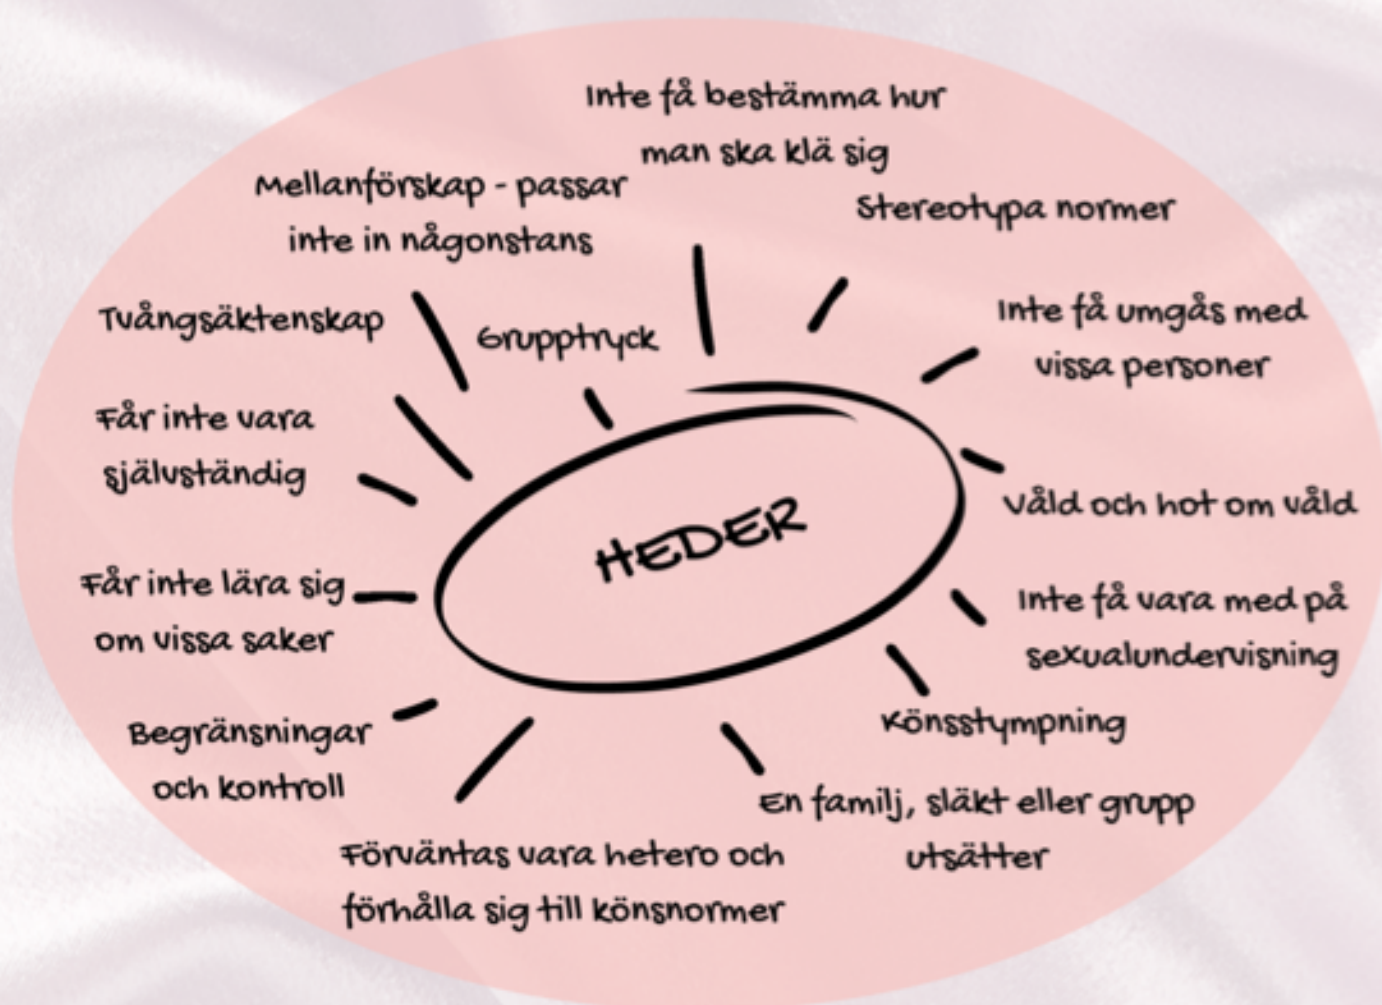 Inte få bestämma hur
man ska klä sig
Mellanförskap - passar
inte in någonstans
Stereotypa normer
Tvångsäktenskap
Grupptryck
Inte få umgås med
vissa personer
Får inte vara
självständig
Våld och hot om våld
HEDER
Får inte lära sig
om vissa saker
Inte få vara med på
sexualundervisning
Begränsningar
och kontroll
Könsstympning
En familj, släkt eller grupp
utsätter
Förväntas vara hetero och
förhålla sig till könsnormer